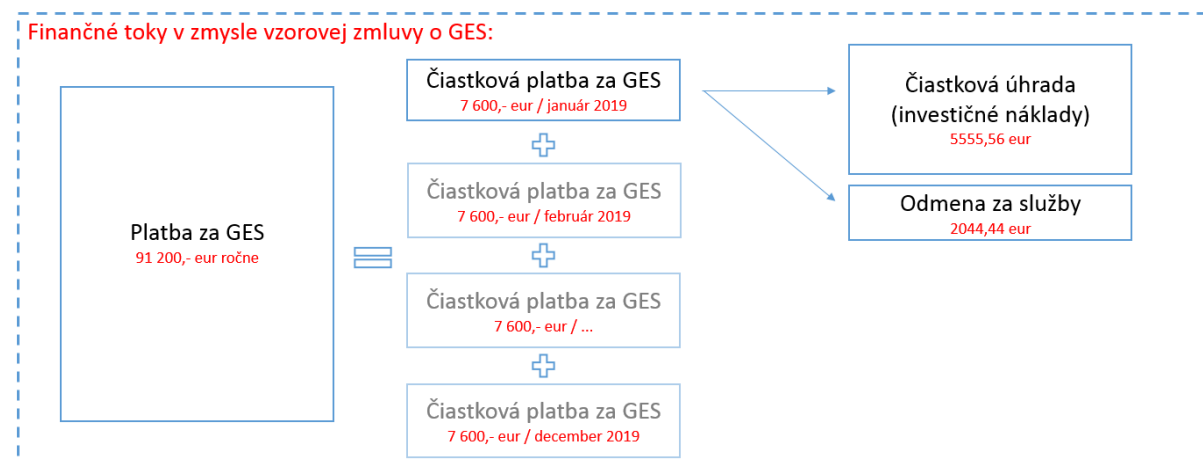 Finančné toky v zmysle vzorovej zmluvy o GES:
Platba za GES
91 200,- eur ročne
Čiastková platba za GES
7 600,- eur / január 2019
Čiastková platba za GES
7 600,- eur / február 2019
Čiastková platba za GES
7 600,- eur / ...
Čiastková platba za GES
7 600,- eur / december 2019
Čiastková úhrada
(investičné náklady)
5555,56 eur
Odmena za služby
2044,44 eur